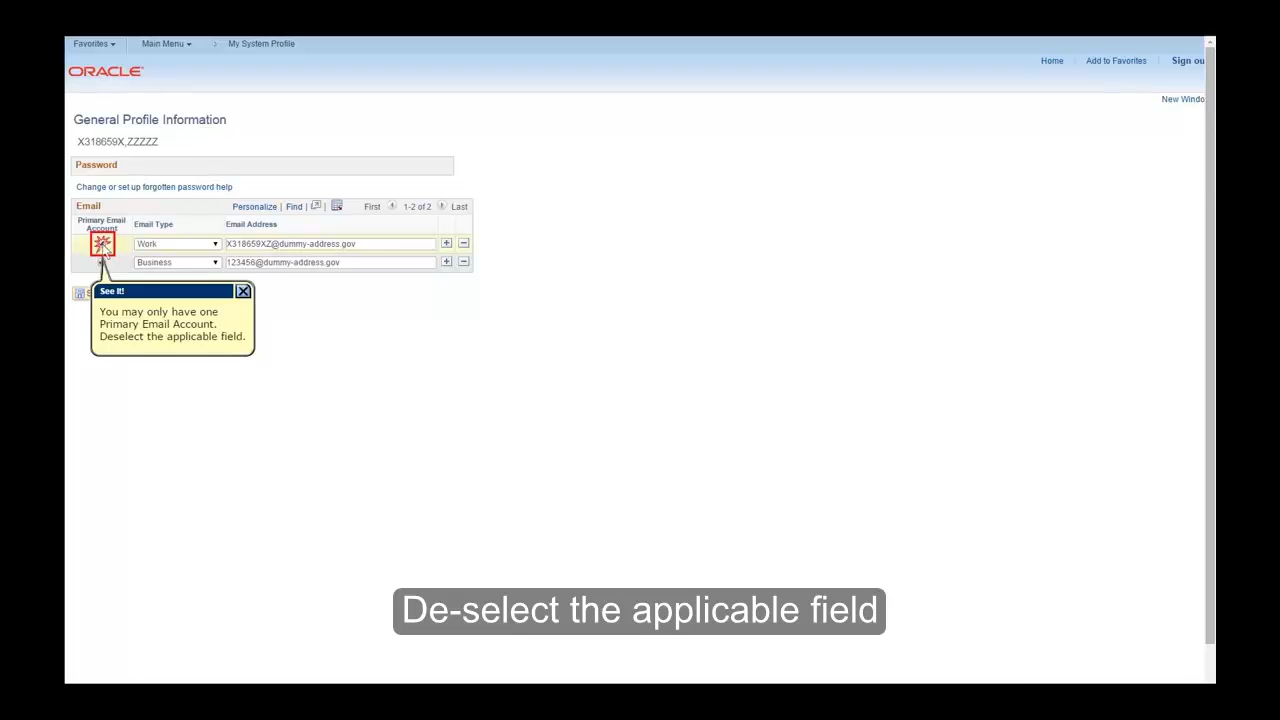 Favorites
Main Menu
My System Profile
ORACLE
Home
Add to Favorites
Sign ou
New Windo
General Profile Information
X318659X,ZZZZZ
Password
Change or set up forgotten password help
Email
Personalize | Find |
First 1-2 of 2 Last
Primary Email Account
Email Type
Email Address
Work
X318659XZ@dummy-address.gov
Business
123456@dummy-address.gov
See It!
You may only have one
Primary Email Account.
Deselect the applicable field.
De-select the applicable field